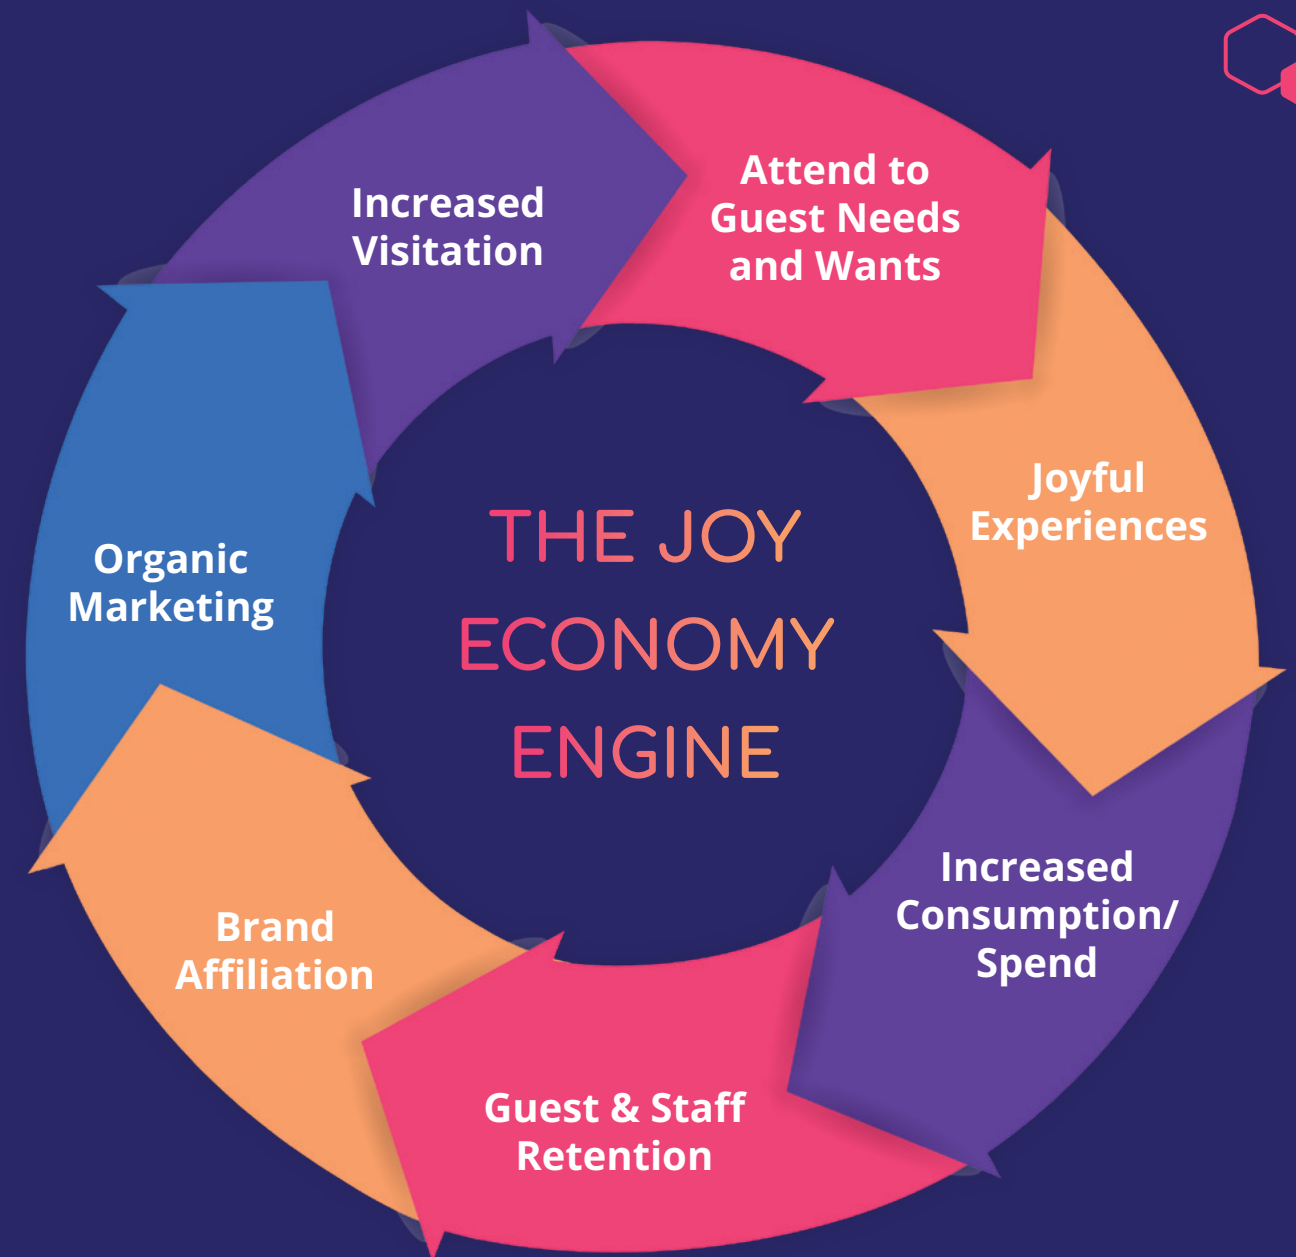 Increased
Visitation
Attend to
Guest Needs
and Wants
Joyful
Experiences
Increased
Consumption/
Spend
Guest & Staff
Retention
Brand
Affiliation
Organic
Marketing
THE JOY
ECONOMY
ENGINE